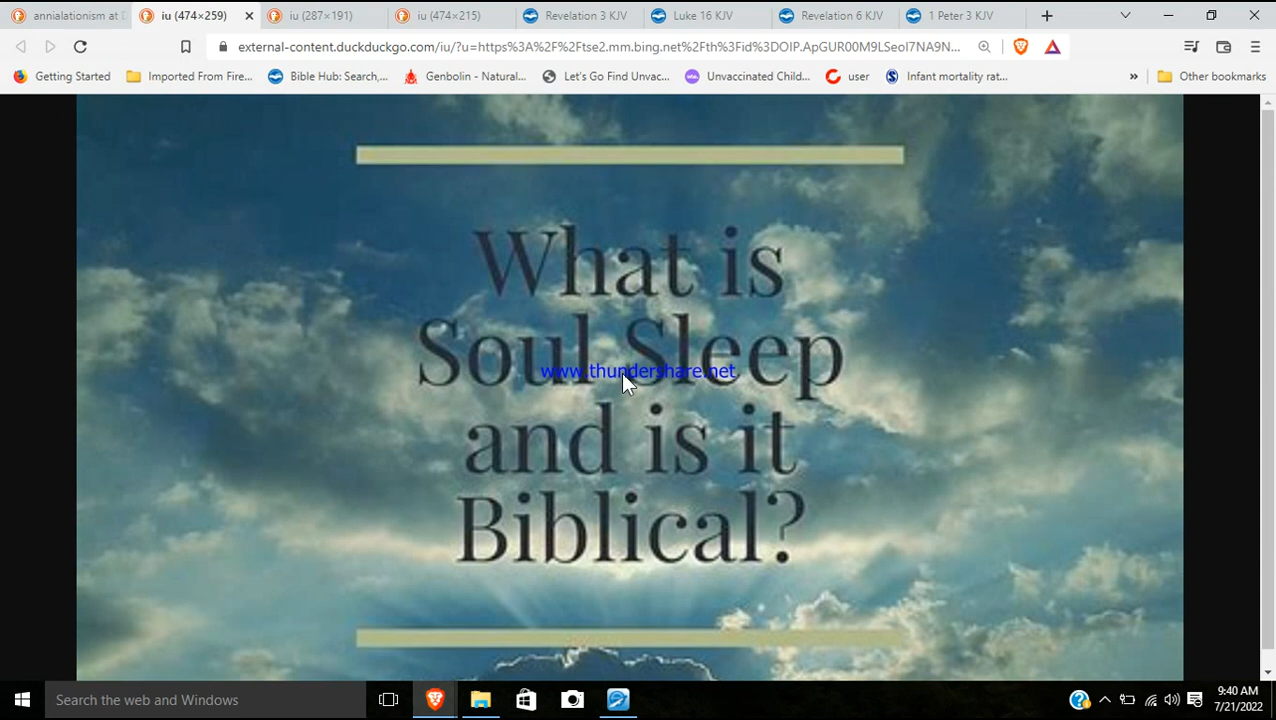 annialationism at D
iu (474×259)
iu (287×191)
iu (474×215)
Revelation 3 KJV
Luke 16 KJV
Revelation 6 KJV
1 Peter 3 KJV
external-content.duckduckgo.com/iu/?u=https%3A%2F%2Ftse2.mm.bing.net%2Fth%3Fid%3DOIP.ApGUR00M9LSeoI7NA9N...
Getting Started
Imported From Fire...
Bible Hub: Search,...
Genbolin - Natural...
Let's Go Find Unvac...
Unvaccinated Child...
user
Infant mortality rat...
»
Other bookmarks
What is
Soul Sleep
www.thundershare.net
and is it
Biblical?
Search the web and Windows
9:40 AM
7/21/2022